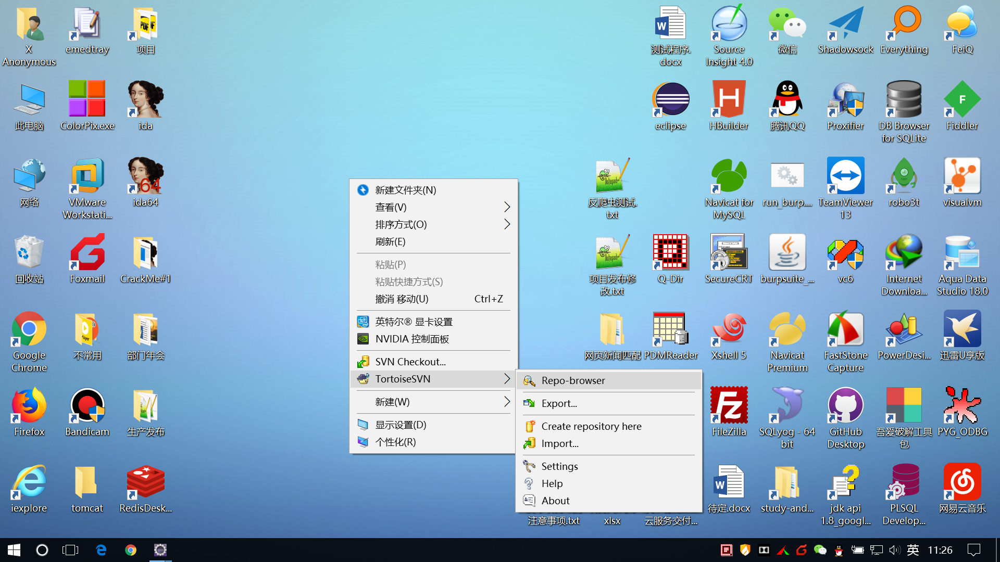 X
Anonymous
emedtray
项目
此电脑
ColorPix.exe
ida
网络
VMware
Workstati...
ida64
64
回收站
Foxmail
CrackMe#1
Google
Chrome
不常用
部门年会
Firefox
Bandicam
生产发布
iexplore
tomcat
RedisDesk...
测试程序.
docx
Source
Insight 4.0
微信
Shadowsock
Everything
FeiQ
eclipse
HBuilder
腾讯QQ
Proxifier
DB Browser
for SQLite
Fiddler
反爬虫测试.
txt
Navicat for
MySQL
run_burp....
TeamViewer
13
robo3t
visualvm
项目发布修
改.txt
Q-Dir
SecureCRT
burpsuite_...
vc6
Internet
Downloa...
Aqua Data
Studio 18.0
网页新闻匹配
PDMReader
Xshell 5
Navicat
Premium
FastStone
Capture
PowerDesi...
迅雷U享版
FileZilla
SQLyog - 64
bit
GitHub
Desktop
吾爱破解工具
包
PYG_ODBG
待定.docx
study-and...
jdk api
1.8_googl...
PLSQL
Develop...
网易云音乐
注意事项.txt
xlsx
云服务交付...
新建文件夹(N)
查看(V)
排序方式(O)
刷新(E)
粘贴(P)
粘贴快捷方式(S)
撤消 移动(U) Ctrl+Z
英特尔® 显卡设置
NVIDIA 控制面板
SVN Checkout...
TortoiseSVN
新建(W)
显示设置(D)
个性化(R)
Repo-browser
Export...
Create repository here
Import...
Settings
Help
About
英 11:26